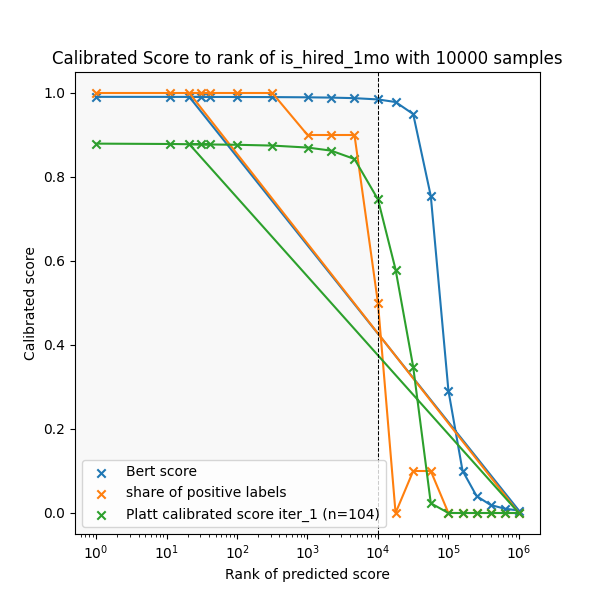 Calibrated Score to rank of is_hired_1mo with 10000 samples
1.0
0.8
0.6
0.4
0.2
0.0
Calibrated score
Bert score
share of positive labels
Platt calibrated score iter_1 (n=104)
10⁰ 10¹ 10² 10³ 10⁴ 10⁵ 10⁶
Rank of predicted score